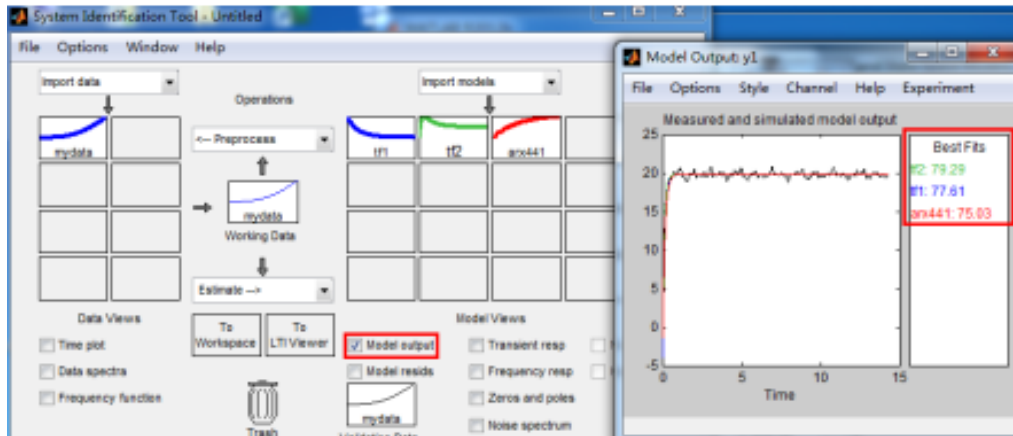 System Identification Tool - Untitled
File Options Window Help
Import data
Operations
Import models
mydata
<-- Preprocess
tf1
tf2
arx441
mydata
Working Data
Estimate -->
Data Views
To
Workspace
To
LTI Viewer
Model Views
Time plot
Data spectra
Frequency function
Model output
Model resids
Transient resp
Frequency resp
Zeros and poles
Noise spectrum
Trash
mydata
Validation Data
Model Output: y1
File Options Style Channel Help Experiment
Measured and simulated model output
25
20
15
10
5
0
-5
0
5
10
15
Time
Best Fits
tf2: 79.29
tf1: 77.61
arx441: 75.03